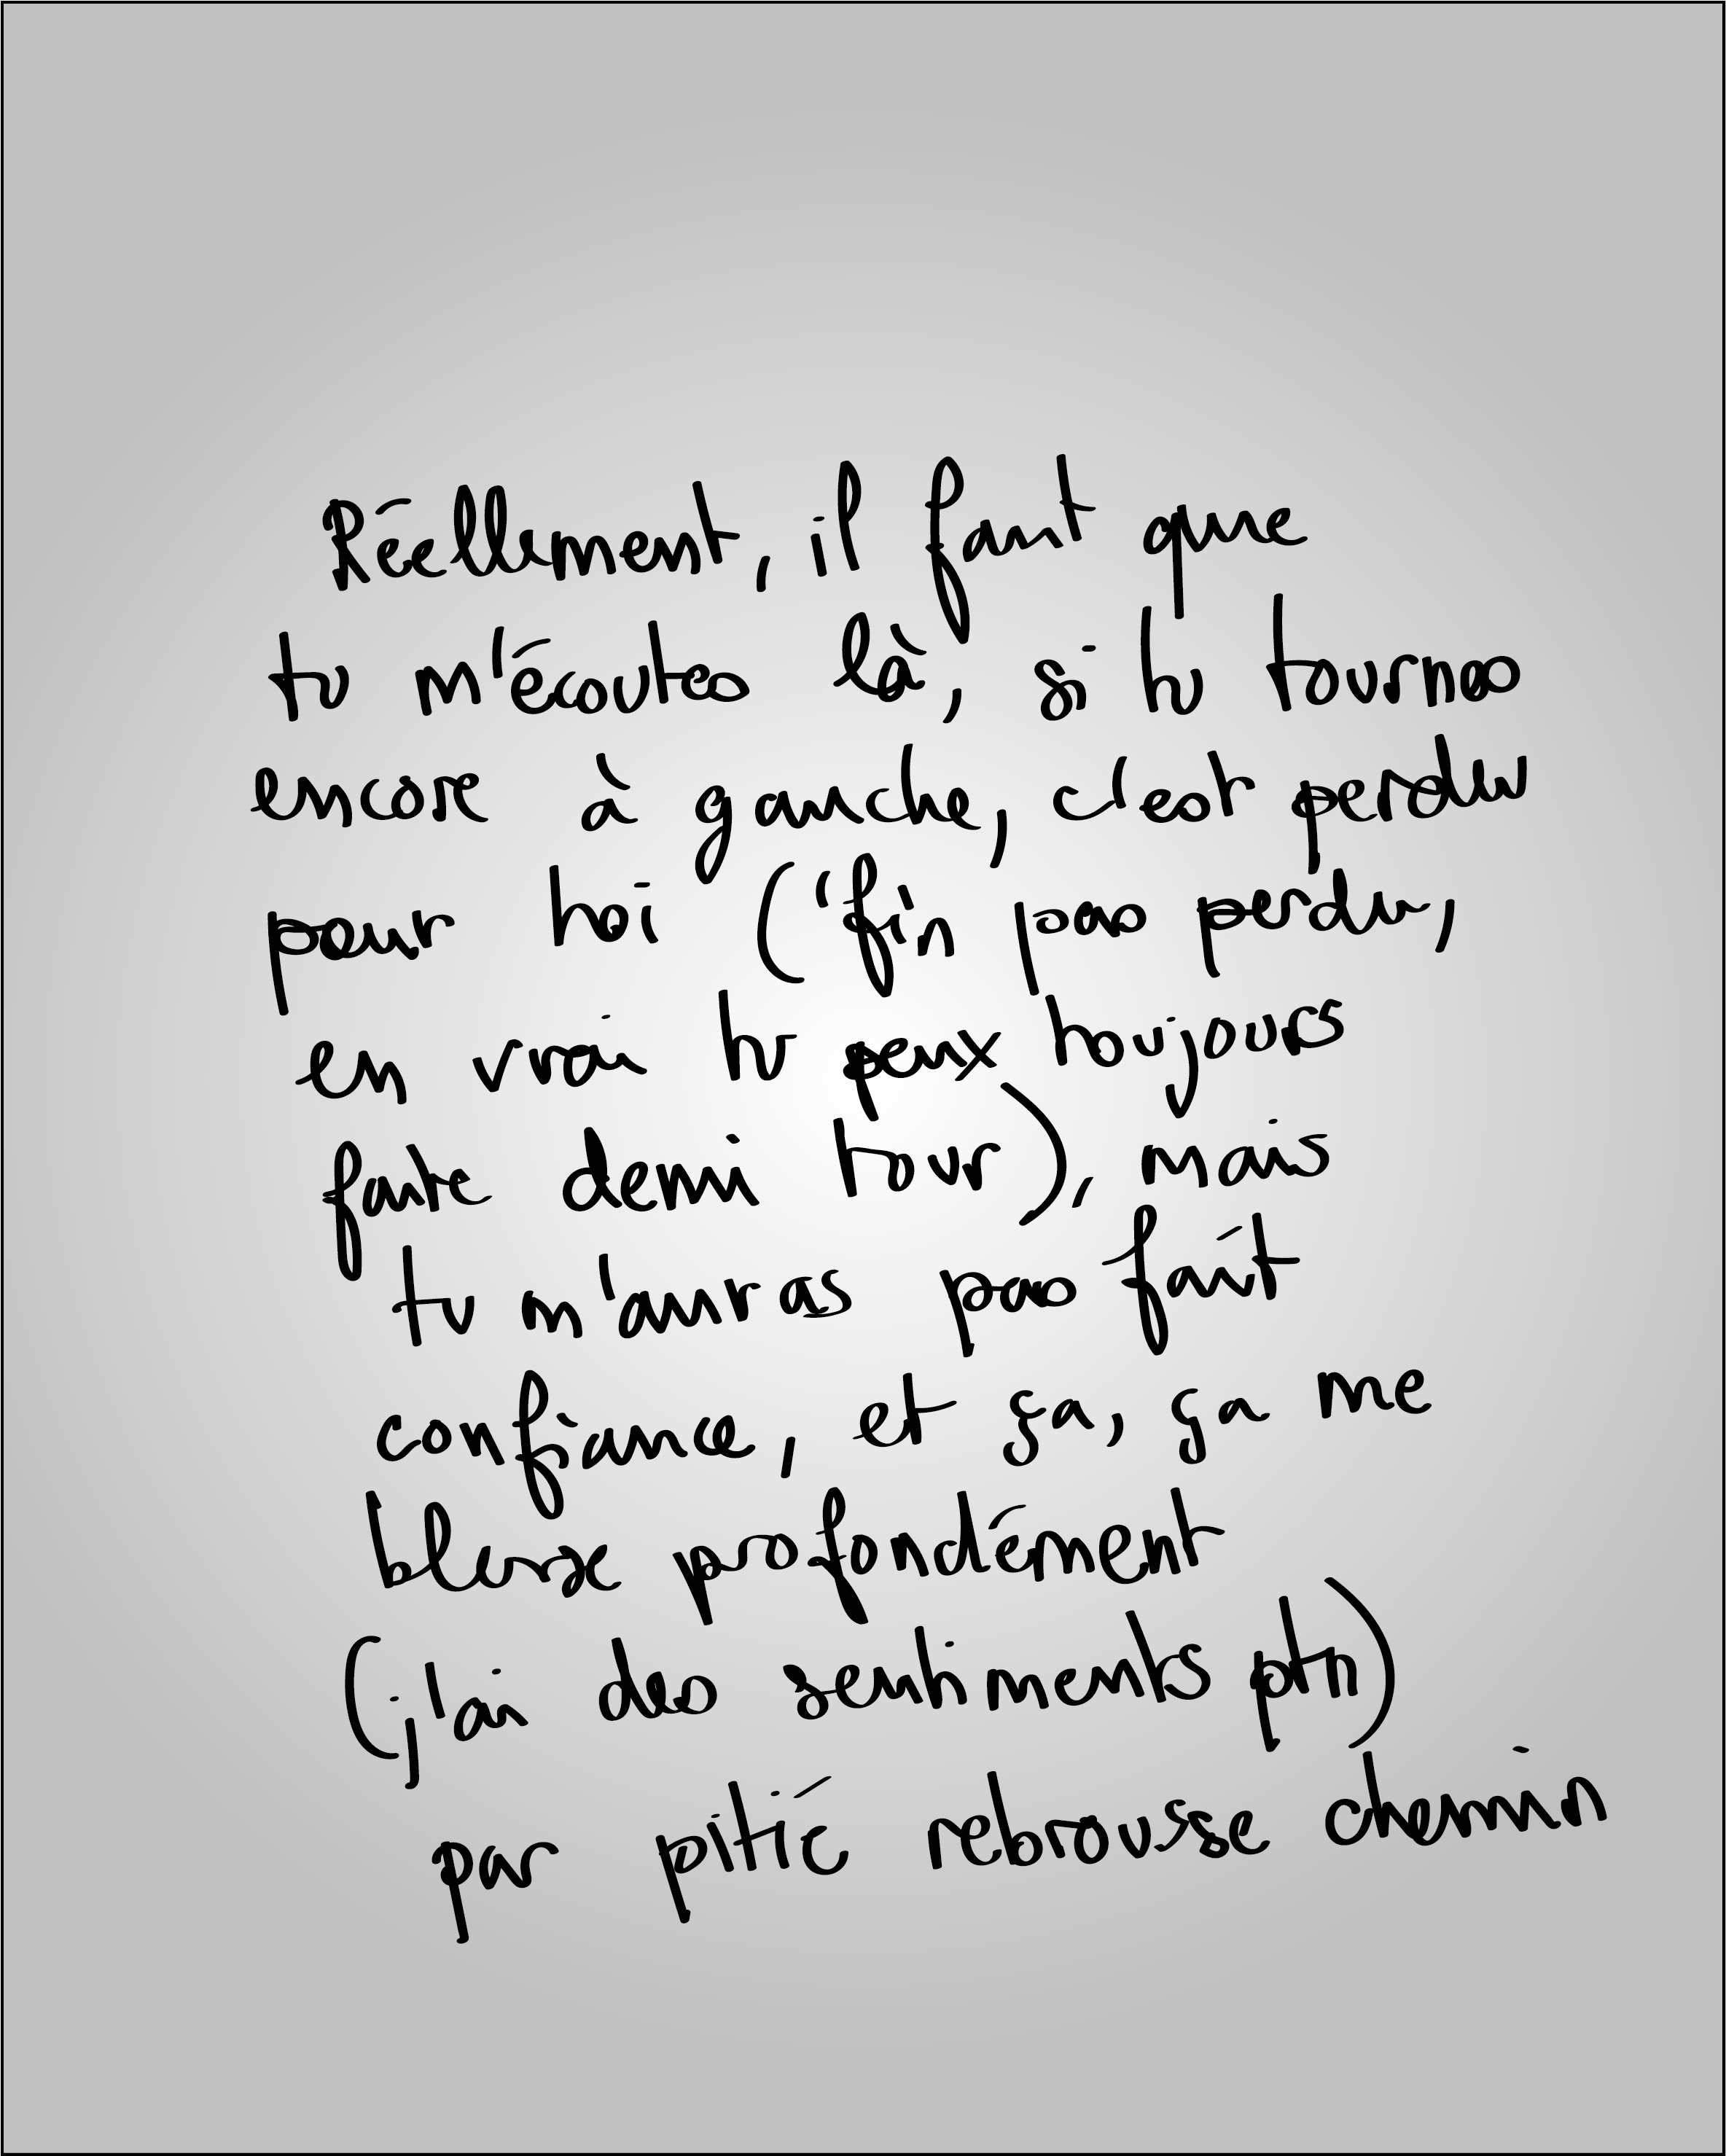 Réellement, il faut que
tu m'écoutes là, si tu tournes
encore à gauche, c'est perdu
pour toi ('fin pas perdu,
en vrai tu peux toujours
faire demi tour), mais
tu m'auras pas fait
confiance, et ça, ça me
blesse profondément
(j'ai des sentiments ptn)
par pitié rebrousse chemin